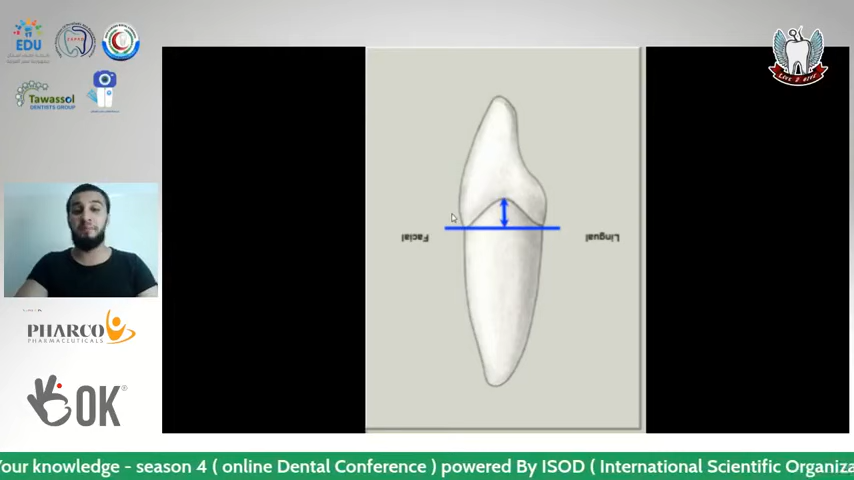 EDU
Tawassol
DENTISTS GROUP
Facial
Lingual
PHARCO
PHARMACEUTICALS
OK®
Your knowledge - season 4 ( online Dental Conference ) powered By ISOD ( International Scientific Organiza